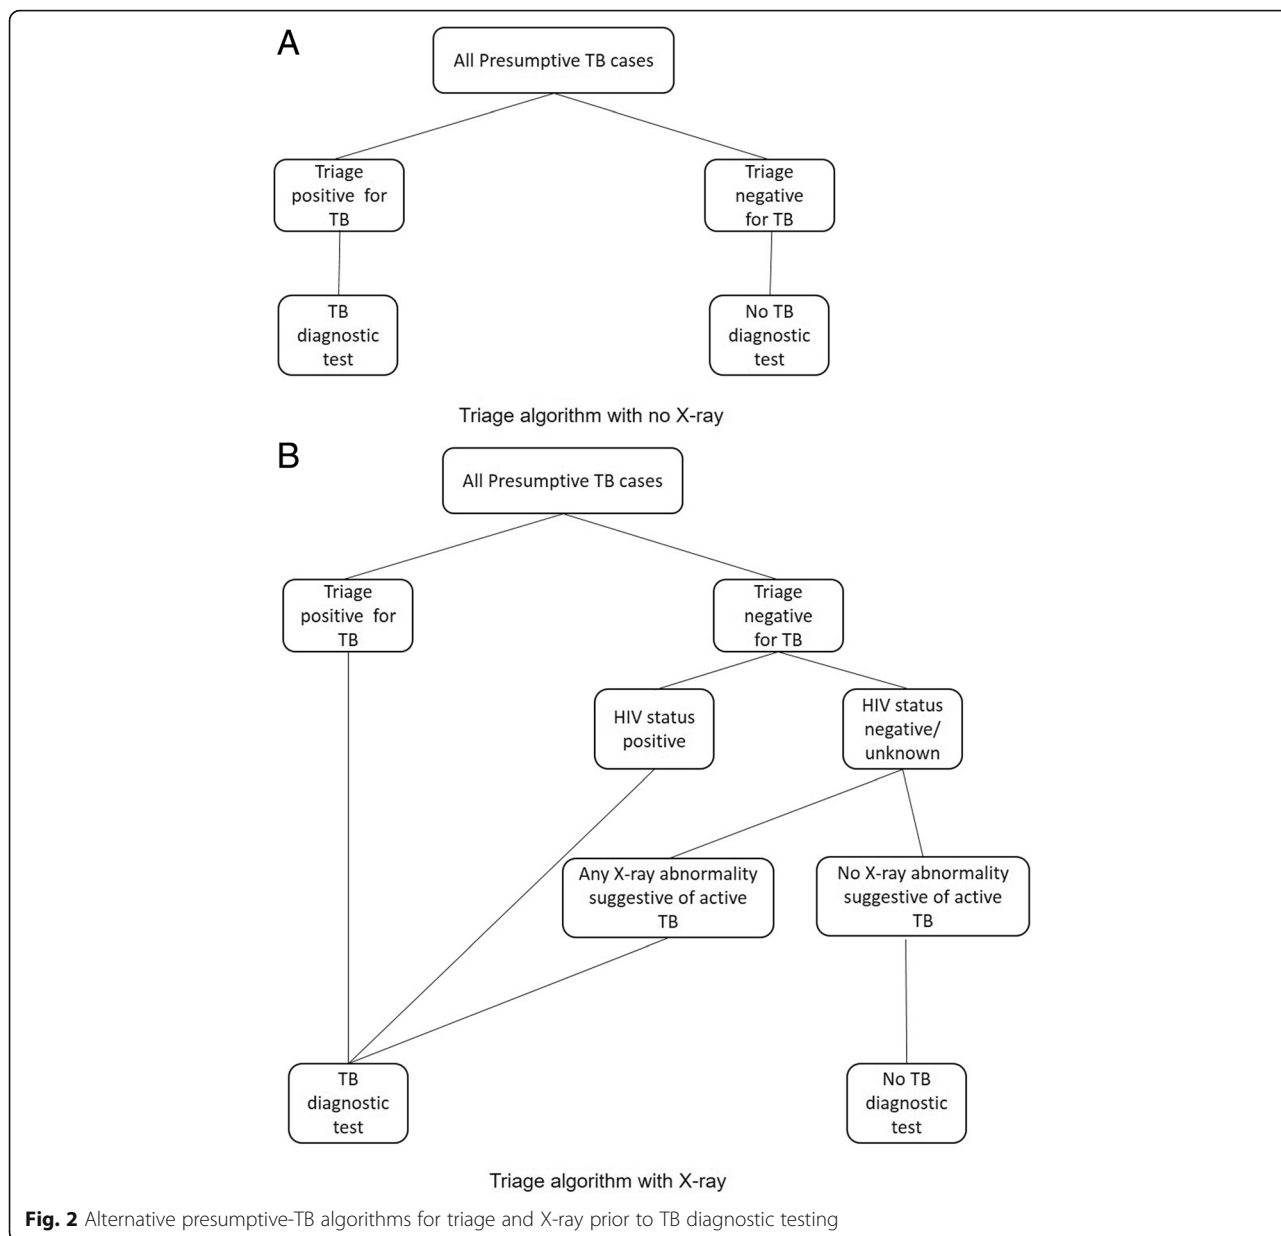 A
All Presumptive TB cases
Triage
positive for
TB
Triage
negative
for TB
TB
diagnostic
test
No TB
diagnostic
test
Triage algorithm with no X-ray
B
All Presumptive TB cases
Triage
positive for
TB
Triage
negative
for TB
HIV status
positive
HIV status
negative/
unknown
Any X-ray abnormality
suggestive of active
TB
No X-ray abnormality
suggestive of active
TB
TB
diagnostic
test
No TB
diagnostic
test
Triage algorithm with X-ray
Fig. 2 Alternative presumptive-TB algorithms for triage and X-ray prior to TB diagnostic testing